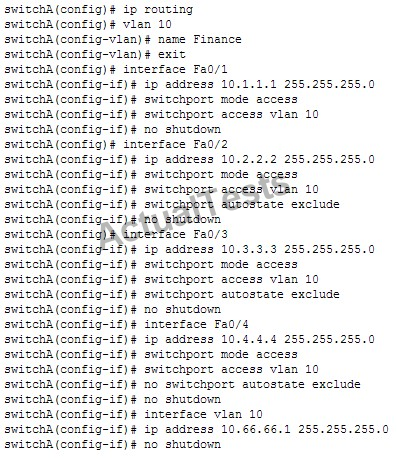 switchA(config)# ip routing
switchA(config)# vlan 10
switchA(config-vlan)# name Finance
switchA(config-vlan)# exit
switchA(config)# interface Fa0/1
switchA(config-if)# ip address 10.1.1.1 255.255.255.0
switchA(config-if)# switchport mode access
switchA(config-if)# switchport access vlan 10
switchA(config-if)# no shutdown
switchA(config) # interface Fa0/2
switchA(config-if)# ip address 10.2.2.2 255.255.255.0
switchA(config-if)# switchport mode access
switchA(config-if)# switchport access vlan 10
switchA(config-if)# switchport autostate exclude
switchA(config-if)# no shutdown
switchA(config)# interface Fa0/3
switchA(config-if)# ip address 10.3.3.3 255.255.255.0
switchA(config-if)# switchport mode access
switchA(config-if)# switchport access vlan 10
switchA(config-if)# switchport autostate exclude
switchA(config-if)# no shutdown
switchA(config-if)# interface Fa0/4
switchA(config-if)# ip address 10.4.4.4 255.255.255.0
switchA(config-if)# switchport mode access
switchA(config-if)# switchport access vlan 10
switchA(config-if)# no switchport autostate exclude
switchA(config-if)# no shutdown
switchA(config-if)# interface vlan 10
switchA(config-if)# ip address 10.66.66.1 255.255.255.0
switchA(config-if)# no shutdown
ActualTests